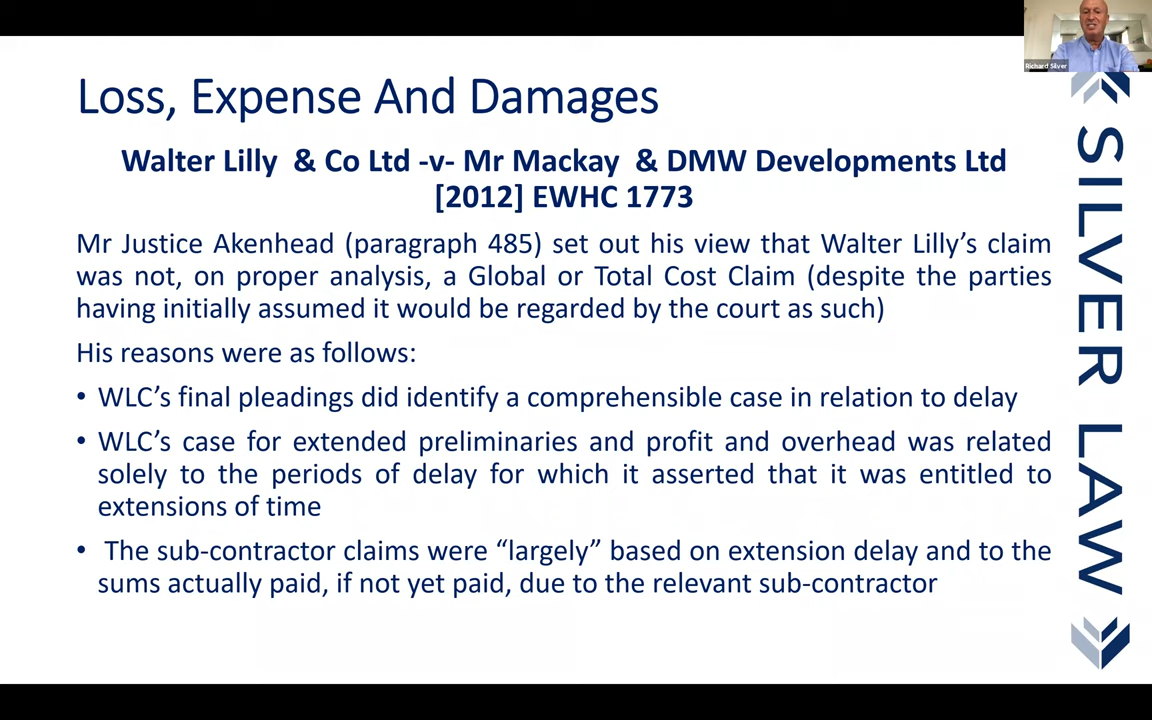 Richard Silver
Loss, Expense And Damages
Walter Lilly & Co Ltd -v- Mr Mackay & DMW Developments Ltd
[2012] EWHC 1773
Mr Justice Akenhead (paragraph 485) set out his view that Walter Lilly’s claim
was not, on proper analysis, a Global or Total Cost Claim (despite the parties
having initially assumed it would be regarded by the court as such)
His reasons were as follows:
• WLC’s final pleadings did identify a comprehensible case in relation to delay
• WLC’s case for extended preliminaries and profit and overhead was related
solely to the periods of delay for which it asserted that it was entitled to
extensions of time
• The sub-contractor claims were “largely” based on extension delay and to the
sums actually paid, if not yet paid, due to the relevant sub-contractor
SILVER LAW